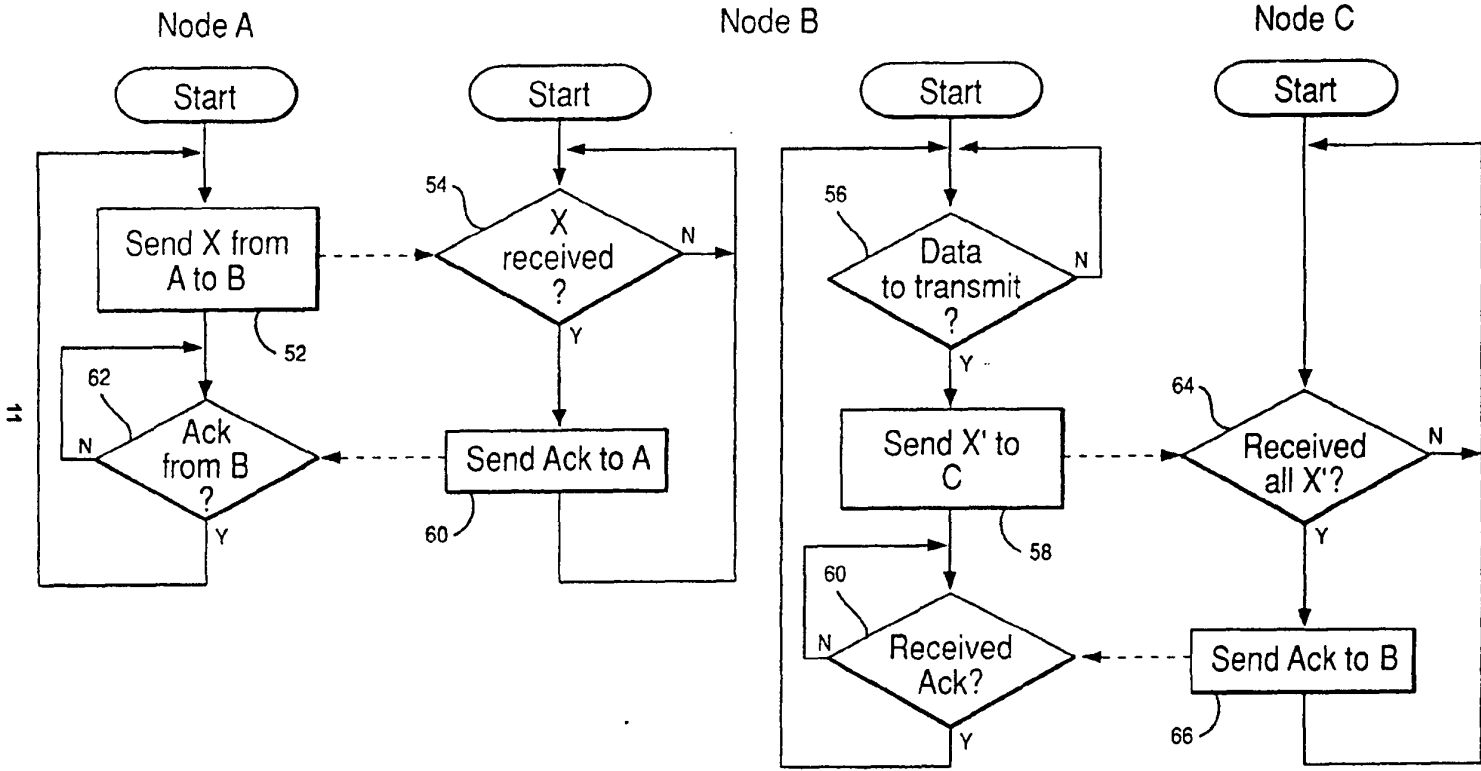 Node A
Node B
Node C
Start
Start
Start
Start
Send X from
A to B
52
54
X
received
?
N
Y
56
Data
to transmit
?
N
Y
62
Ack
from B
?
N
Y
Send Ack to A
60
Send X' to
C
58
64
Received
all X'?
N
Y
60
Received
Ack?
N
Y
Send Ack to B
66
11